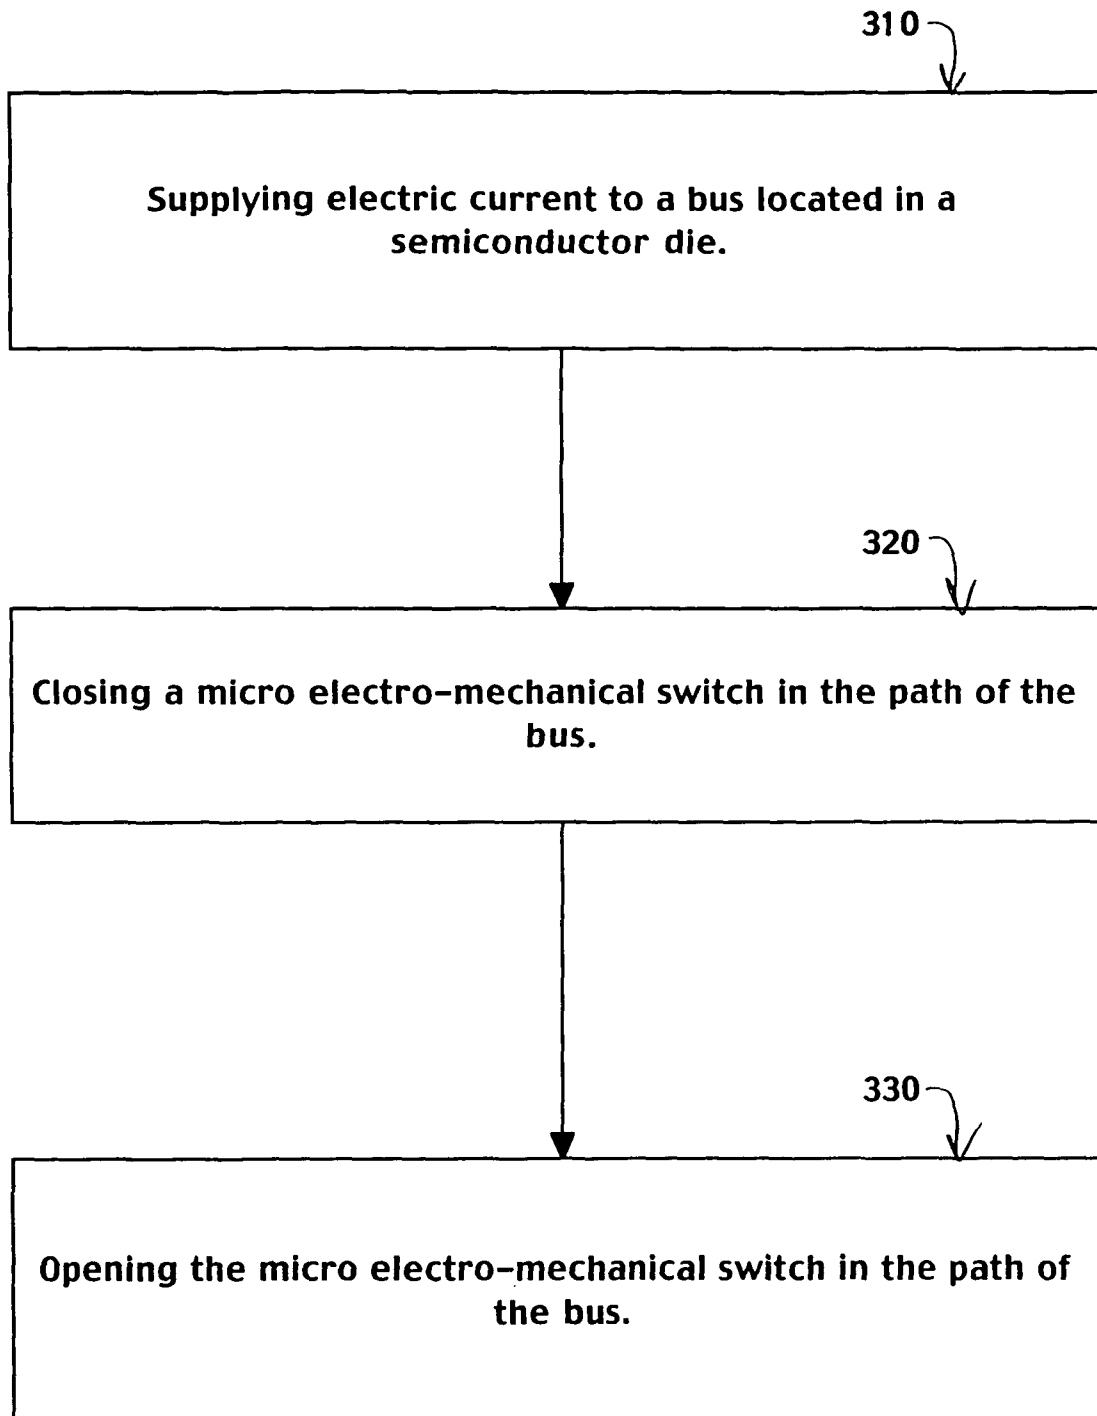 310
Supplying electric current to a bus located in a
semiconductor die.
320
Closing a micro electro-mechanical switch in the path of the
bus.
330
Opening the micro electro-mechanical switch in the path of
the bus.